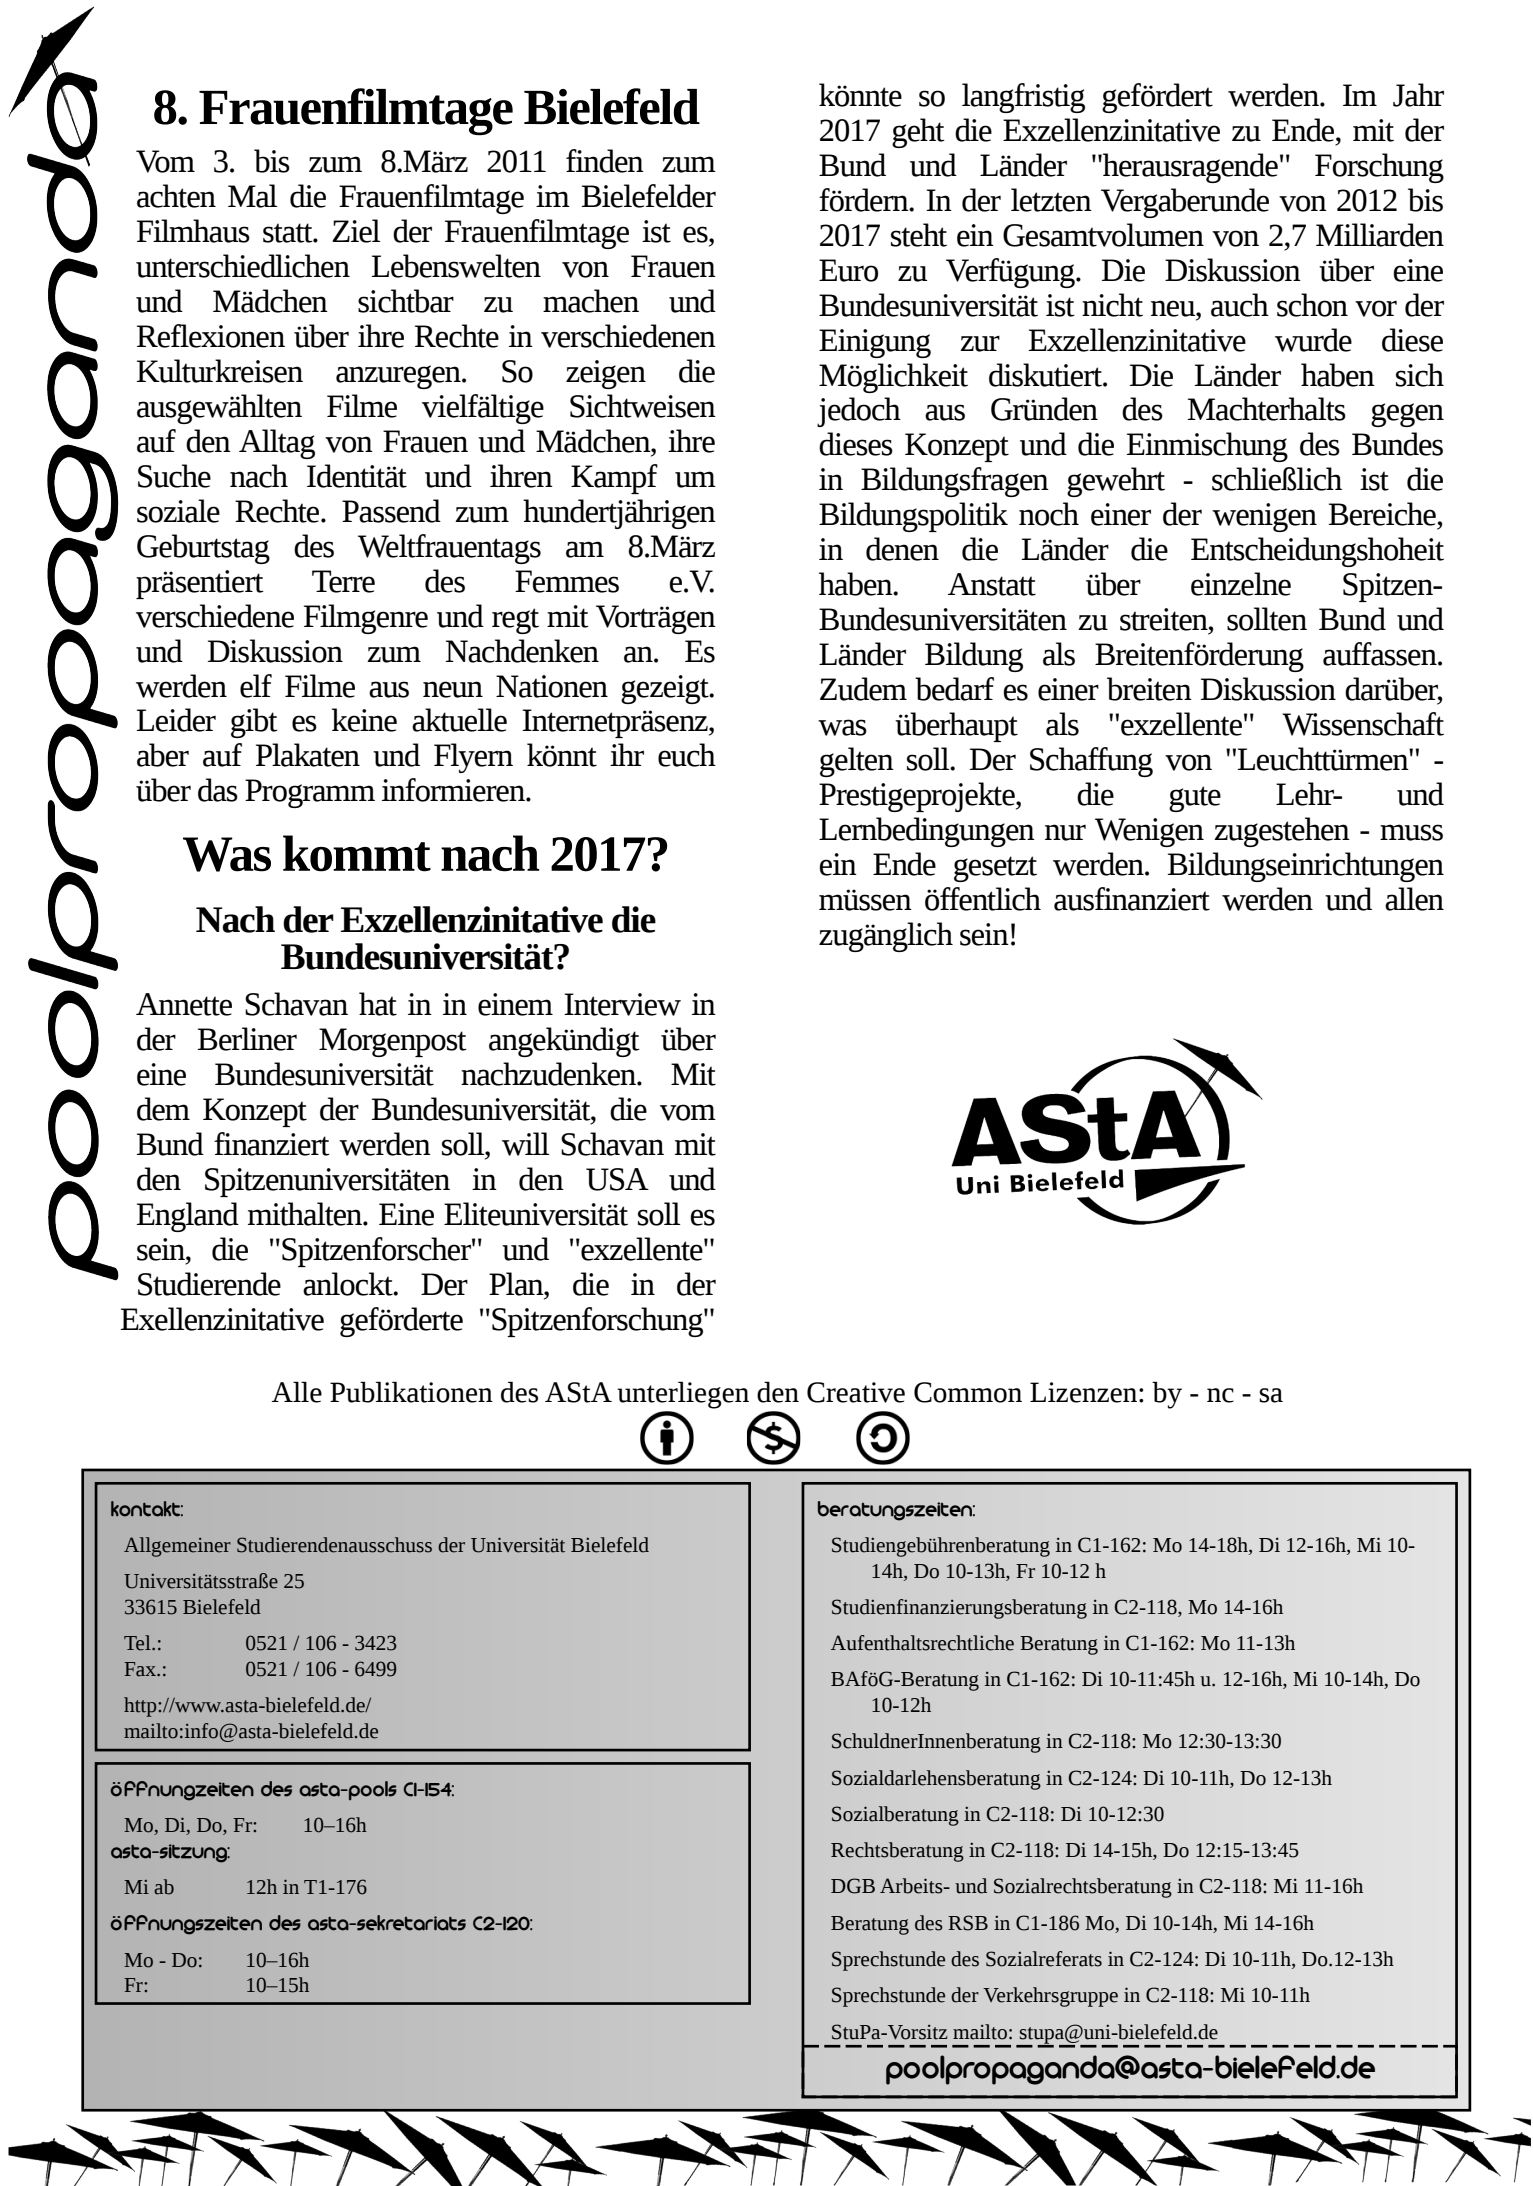 poolpropaganda
8. Frauenfilmtage Bielefeld
Vom 3. bis zum 8.März 2011 finden zum
achten Mal die Frauenfilmtage im Bielefelder
Filmhaus statt. Ziel der Frauenfilmtage ist es,
unterschiedlichen Lebenswelten von Frauen
und Mädchen sichtbar zu machen und
Reflexionen über ihre Rechte in verschiedenen
Kulturkreisen anzuregen. So zeigen die
ausgewählten Filme vielfältige Sichtweisen
auf den Alltag von Frauen und Mädchen, ihre
Suche nach Identität und ihren Kampf um
soziale Rechte. Passend zum hundertjährigen
Geburtstag des Weltfrauentags am 8.März
präsentiert Terre des Femmes e.V.
verschiedene Filmgenre und regt mit Vorträgen
und Diskussion zum Nachdenken an. Es
werden elf Filme aus neun Nationen gezeigt.
Leider gibt es keine aktuelle Internetpräsenz,
aber auf Plakaten und Flyern könnt ihr euch
über das Programm informieren.
Was kommt nach 2017?
Nach der Exzellenzinitative die
Bundesuniversität?
Annette Schavan hat in in einem Interview in
der Berliner Morgenpost angekündigt über
eine Bundesuniversität nachzudenken. Mit
dem Konzept der Bundesuniversität, die vom
Bund finanziert werden soll, will Schavan mit
den Spitzenuniversitäten in den USA und
England mithalten. Eine Eliteuniversität soll es
sein, die "Spitzenforscher" und "exzellente"
Studierende anlockt. Der Plan, die in der
Exellenzinitative geförderte "Spitzenforschung"
könnte so langfristig gefördert werden. Im Jahr
2017 geht die Exzellenzinitative zu Ende, mit der
Bund und Länder "herausragende" Forschung
fördern. In der letzten Vergaberunde von 2012 bis
2017 steht ein Gesamtvolumen von 2,7 Milliarden
Euro zu Verfügung. Die Diskussion über eine
Bundesuniversität ist nicht neu, auch schon vor der
Einigung zur Exzellenzinitative wurde diese
Möglichkeit diskutiert. Die Länder haben sich
jedoch aus Gründen des Machterhalts gegen
dieses Konzept und die Einmischung des Bundes
in Bildungsfragen gewehrt - schließlich ist die
Bildungspolitik noch einer der wenigen Bereiche,
in denen die Länder die Entscheidungshoheit
haben. Anstatt über einzelne Spitzen-
Bundesuniversitäten zu streiten, sollten Bund und
Länder Bildung als Breitenförderung auffassen.
Zudem bedarf es einer breiten Diskussion darüber,
was überhaupt als "exzellente" Wissenschaft
gelten soll. Der Schaffung von "Leuchttürmen" -
Prestigeprojekte, die gute Lehr- und
Lernbedingungen nur Wenigen zugestehen - muss
ein Ende gesetzt werden. Bildungseinrichtungen
müssen öffentlich ausfinanziert werden und allen
zugänglich sein!
AStA
Uni Bielefeld
Alle Publikationen des AStA unterliegen den Creative Common Lizenzen: by - nc - sa
kontakt:
Allgemeiner Studierendenausschuss der Universität Bielefeld
Universitätsstraße 25
33615 Bielefeld
Tel.: 0521 / 106 - 3423
Fax.: 0521 / 106 - 6499
http://www.asta-bielefeld.de/
mailto:info@asta-bielefeld.de
öffnungzeiten des asta-pools C1-154:
Mo, Di, Do, Fr: 10–16h
asta-sitzung:
Mi ab 12h in T1-176
öffnungszeiten des asta-sekretariats C2-120:
Mo - Do: 10–16h
Fr: 10–15h
beratungszeiten:
Studiengebührenberatung in C1-162: Mo 14-18h, Di 12-16h, Mi 10-
14h, Do 10-13h, Fr 10-12 h
Studienfinanzierungsberatung in C2-118, Mo 14-16h
Aufenthaltsrechtliche Beratung in C1-162: Mo 11-13h
BAföG-Beratung in C1-162: Di 10-11:45h u. 12-16h, Mi 10-14h, Do
10-12h
SchuldnerInnenberatung in C2-118: Mo 12:30-13:30
Sozialdarlehensberatung in C2-124: Di 10-11h, Do 12-13h
Sozialberatung in C2-118: Di 10-12:30
Rechtsberatung in C2-118: Di 14-15h, Do 12:15-13:45
DGB Arbeits- und Sozialrechtsberatung in C2-118: Mi 11-16h
Beratung des RSB in C1-186 Mo, Di 10-14h, Mi 14-16h
Sprechstunde des Sozialreferats in C2-124: Di 10-11h, Do.12-13h
Sprechstunde der Verkehrsgruppe in C2-118: Mi 10-11h
StuPa-Vorsitz mailto: stupa@uni-bielefeld.de
poolpropaganda@asta-bielefeld.de